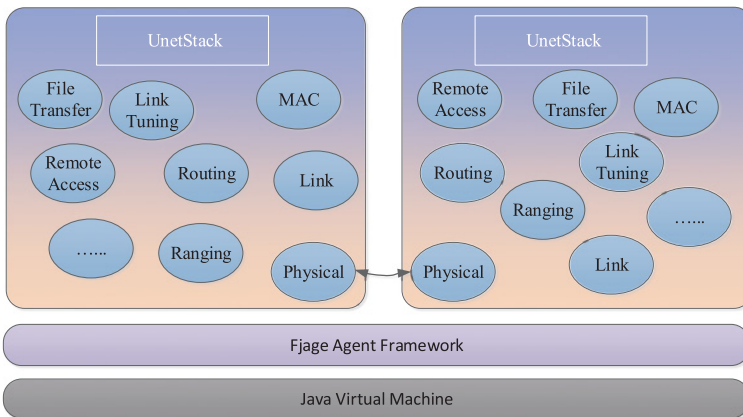 UnetStack
File
Transfer
Link
Tuning
MAC
Remote
Access
Routing
Link
…...
Ranging
Physical
UnetStack
Remote
Access
File
Transfer
MAC
Routing
Link
Tuning
Ranging
…...
Link
Physical
Fjage Agent Framework
Java Virtual Machine